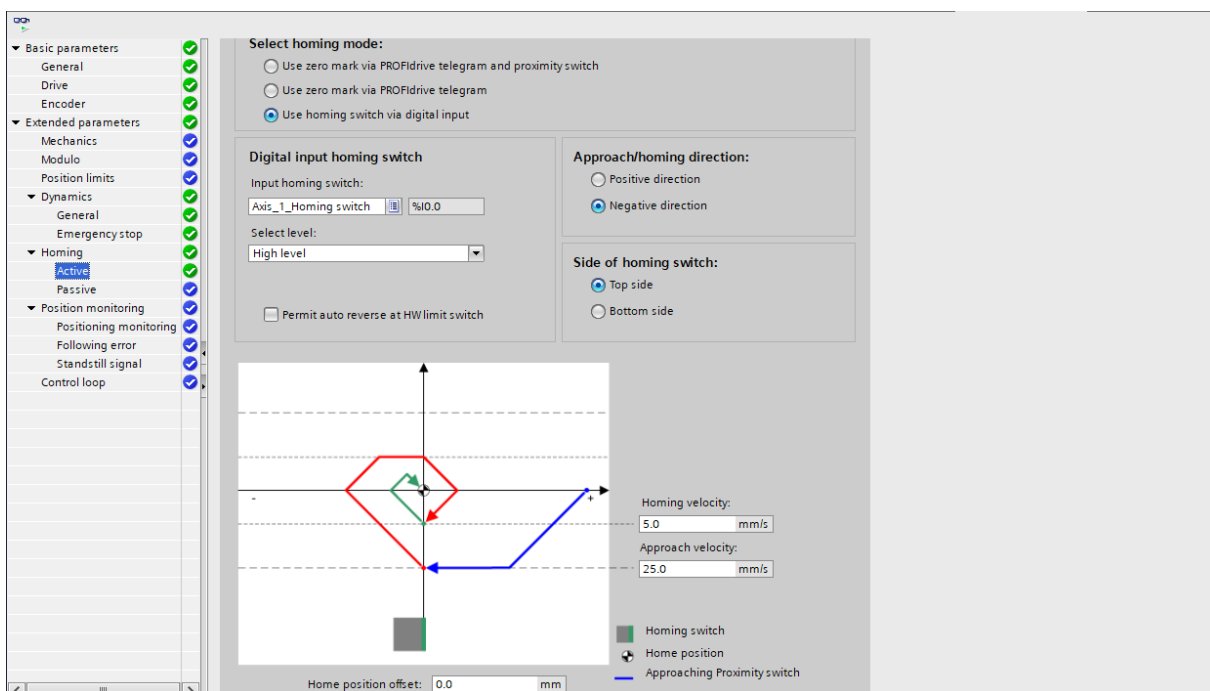 Basic parameters
General
Drive
Encoder
Extended parameters
Mechanics
Modulo
Position limits
Dynamics
General
Emergency stop
Homing
Active
Passive
Position monitoring
Positioning monitoring
Following error
Standstill signal
Control loop
Select homing mode:
Use zero mark via PROFIdrive telegram and proximity switch
Use zero mark via PROFIdrive telegram
Use homing switch via digital input
Digital input homing switch
Input homing switch:
Axis_1_Homing switch %I0.0
Select level:
High level
Permit auto reverse at HW limit switch
Approach/homing direction:
Positive direction
Negative direction
Side of homing switch:
Top side
Bottom side
- +
Homing velocity:
5.0 mm/s
Approach velocity:
25.0 mm/s
Homing switch
Home position
Approaching Proximity switch
Home position offset: 0.0 mm